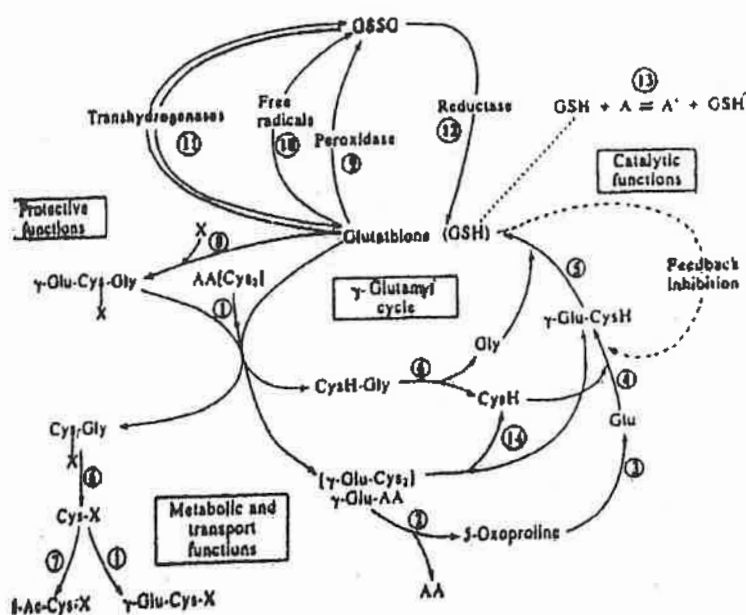 GSSG
Transhydrogenases
⑪
Free
radicals
⑩
Peroxidase
⑨
Reductase
⑫
⑬
GSH + A ⇌ A' + GSH'
Catalytic
functions
Protective
functions
X
⑧
Glutathione (GSH)
γ-Glu-Cys-Gly
X
AA[Cys₂]
①
γ-Glutamyl
cycle
⑤
Feedback
Inhibition
γ-Glu-CysH
Gly
CysH-Gly
⑥
CysH
④
Glu
Cys-Gly
X
⑥
⑭
③
[γ-Glu-Cys₂]
γ-Glu-AA
②
5-Oxoproline
AA
Cys-X
Metabolic and
transport
functions
⑦
①
-Ac-Cys-X
γ-Glu-Cys-X